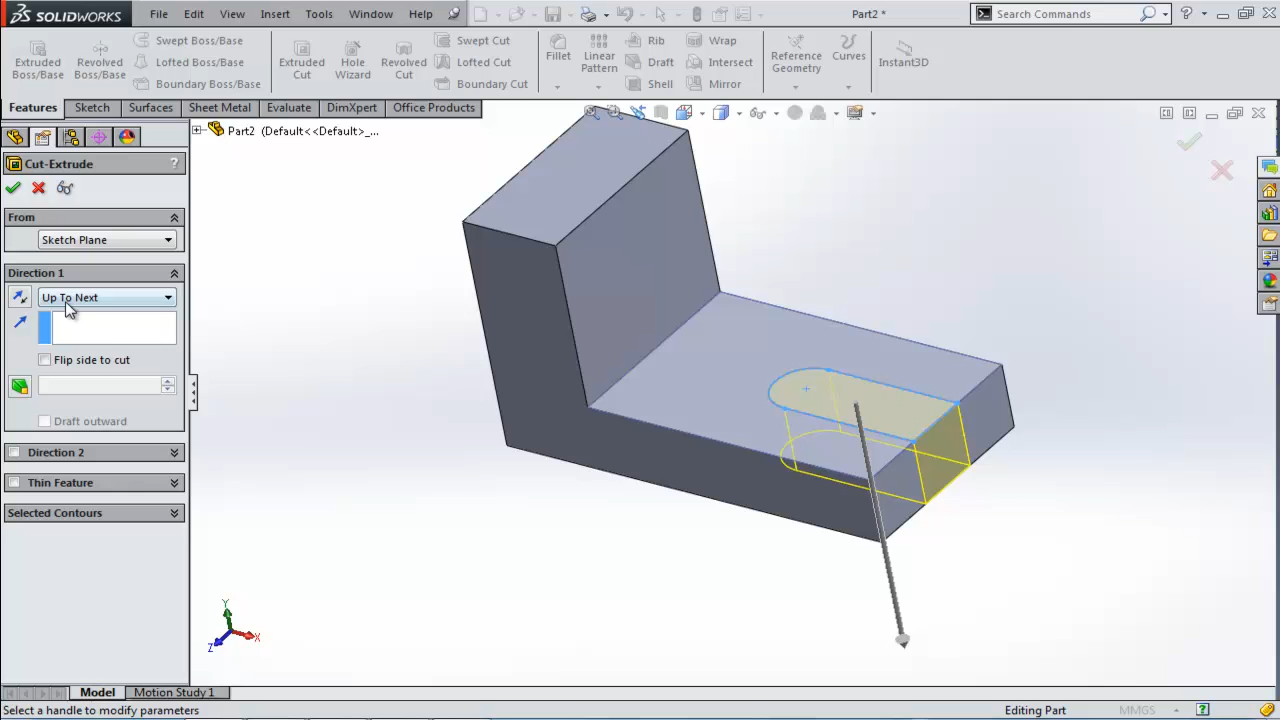 SOLIDWORKS File Edit View Insert Tools Window Help Part2 * Search Commands ?
Extruded Boss/Base
Revolved Boss/Base
Swept Boss/Base
Lofted Boss/Base
Boundary Boss/Base
Extruded Cut
Hole Wizard
Revolved Cut
Swept Cut
Lofted Cut
Boundary Cut
Fillet
Linear Pattern
Rib
Draft
Shell
Wrap
Intersect
Mirror
Reference Geometry
Curves
Instant3D
Features Sketch Surfaces Sheet Metal Evaluate DimXpert Office Products
Part2 (Default<<Default>_...
Cut-Extrude ?
From
Sketch Plane
Direction 1
Up To Next
Flip side to cut
Draft outward
Direction 2
Thin Feature
Selected Contours
Y
X
Z
Model Motion Study 1
Select a handle to modify parameters Editing Part MMGS ?